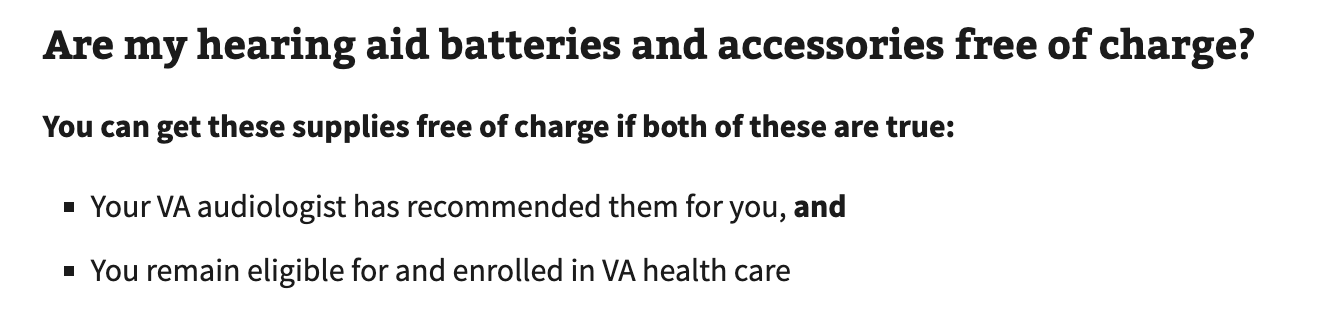 Are my hearing aid batteries and accessories free of charge?
You can get these supplies free of charge if both of these are true:
▪ Your VA audiologist has recommended them for you, and
▪ You remain eligible for and enrolled in VA health care